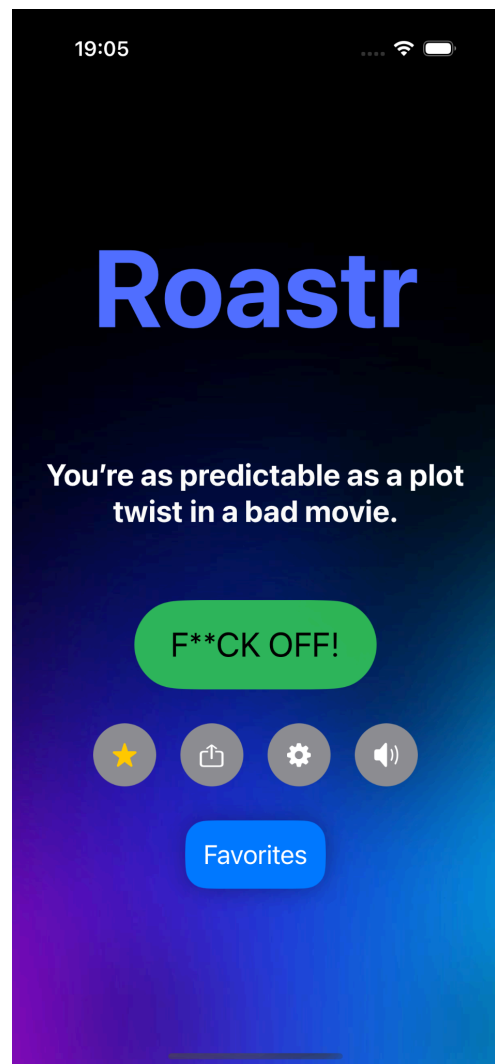 19:05
Roastr
You’re as predictable as a plot
twist in a bad movie.
F**CK OFF!
Favorites